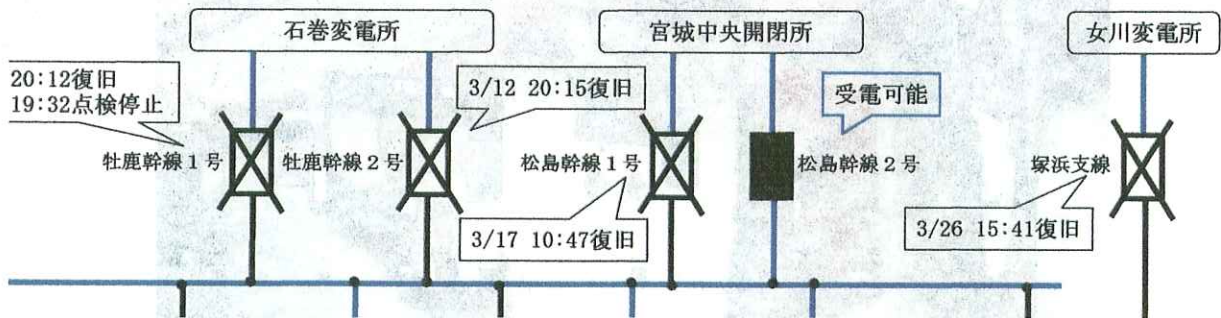 石巻変電所
宮城中央開閉所
女川変電所
20:12復旧
19:32点検停止
3/12 20:15復旧
受電可能
牡鹿幹線1号
牡鹿幹線2号
松島幹線1号
松島幹線2号
塚浜支線
3/17 10:47復旧
3/26 15:41復旧